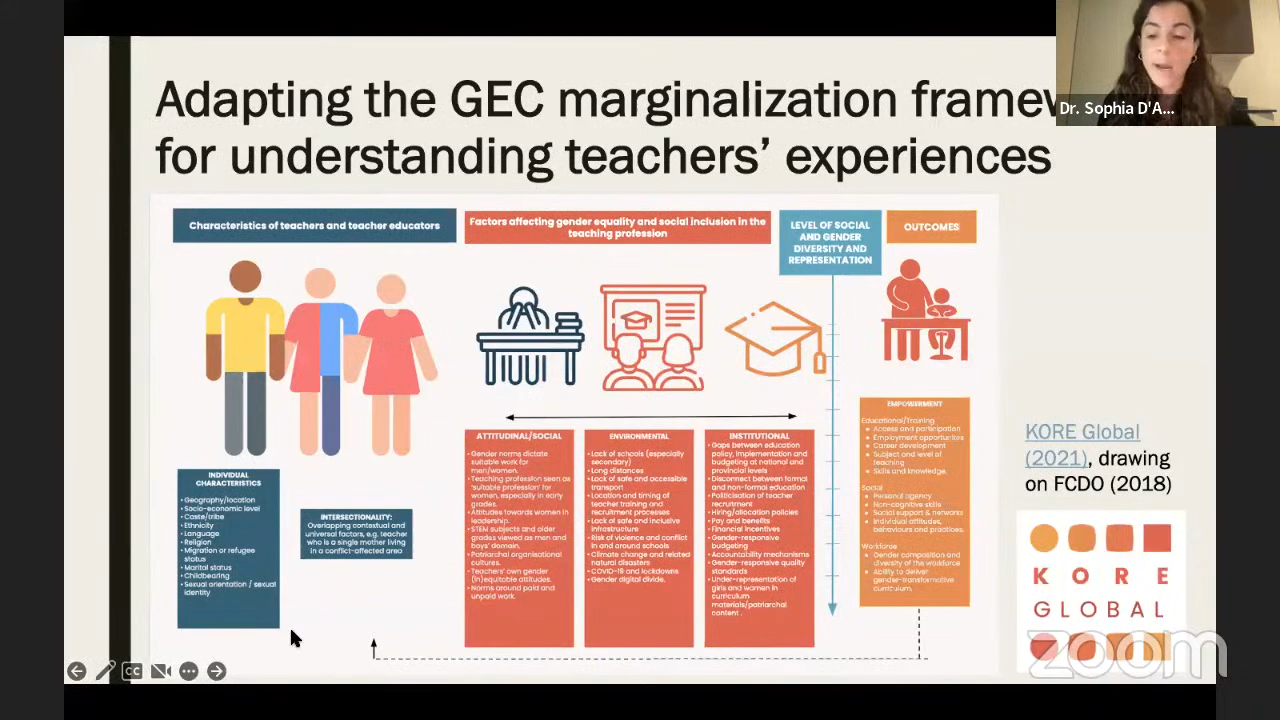 Adapting the GEC marginalization framew
for understanding teachers' experiences
Dr. Sophia D'A...
Characteristics of teachers and teacher educators
Factors affecting gender equality and social inclusion in the
teaching profession
LEVEL OF SOCIAL
AND GENDER
DIVERSITY AND
REPRESENTATION
OUTCOMES
INDIVIDUAL
CHARACTERISTICS
• Geography/location
• Socio-economic level
• Caste/tribe
• Ethnicity
• Language
• Religion
• Migration or refugee
status
• Marital status
• Childbearing
• Sexual orientation / sexual
identity
INTERSECTIONALITY:
Overlapping contextual and
universal factors, e.g. teacher
who is a single mother living
in a conflict-affected area
ATTITUDINAL/SOCIAL
• Gender norms dictate
suitable work for
men/women.
• Teaching profession seen as
'suitable profession' for
women, especially in early
grades.
• Attitudes towards women in
leadership.
• STEM subjects and older
grades viewed as men and
boys' domain.
• Patriarchal organisational
cultures.
• Teachers' own gender
(in)equitable attitudes.
• Norms around paid and
unpaid work.
ENVIRONMENTAL
• Lack of schools (especially
secondary)
• Long distances
• Lack of safe and accessible
transport
• Location and timing of
teacher training and
recruitment processes
• Lack of safe and inclusive
infrastructure
• Risk of violence and conflict
in and around schools
• Climate change and related
natural disasters
• COVID-19 and lockdowns
• Gender digital divide.
INSTITUTIONAL
• Gaps between education
policy, implementation and
budgeting at national and
provincial levels
• Disconnect between formal
and non-formal education
• Politicisation of teacher
recruitment
• Hiring/allocation policies
• Pay and benefits
• Financial incentives
• Gender-responsive
budgeting
• Accountability mechanisms
• Gender-responsive quality
standards
• Under-representation of
girls and women in
curriculum
materials/patriarchal
content .
EMPOWERMENT
Educational/Training
• Access and participation
• Employment opportunites
• Career development
• Subject and level of
teaching
• Skills and knowledge.
Social
• Personal agency
• Non-cognitive skills
• Social support & networks
• Individual attitudes,
behaviours and practices.
Workforce
• Gender composition and
diversity of the workforce
• Ability to deliver
gender-transformative
curriculum.
KORE Global
(2021), drawing
on FCDO (2018)
KORE
GLOBAL
zoom
CC